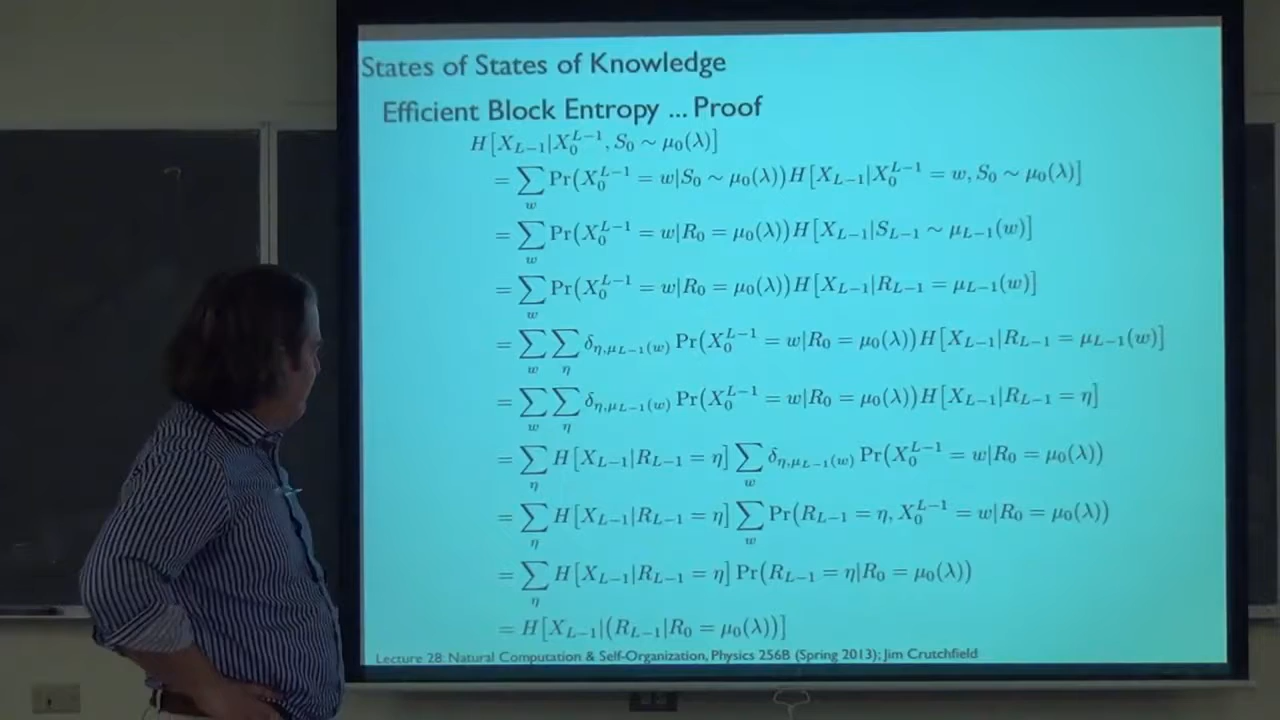 States of States of Knowledge
Efficient Block Entropy ... Proof
H[X_{L−1}|X_0^{L−1}, S_0 ∼ μ_0(λ)]
= ∑_w Pr(X_0^{L−1} = w|S_0 ∼ μ_0(λ))H[X_{L−1}|X_0^{L−1} = w, S_0 ∼ μ_0(λ)]
= ∑_w Pr(X_0^{L−1} = w|R_0 = μ_0(λ))H[X_{L−1}|S_{L−1} ∼ μ_{L−1}(w)]
= ∑_w Pr(X_0^{L−1} = w|R_0 = μ_0(λ))H[X_{L−1}|R_{L−1} = μ_{L−1}(w)]
= ∑_w ∑_η δ_{η,μ_{L−1}(w)} Pr(X_0^{L−1} = w|R_0 = μ_0(λ))H[X_{L−1}|R_{L−1} = μ_{L−1}(w)]
= ∑_w ∑_η δ_{η,μ_{L−1}(w)} Pr(X_0^{L−1} = w|R_0 = μ_0(λ))H[X_{L−1}|R_{L−1} = η]
= ∑_η H[X_{L−1}|R_{L−1} = η] ∑_w δ_{η,μ_{L−1}(w)} Pr(X_0^{L−1} = w|R_0 = μ_0(λ))
= ∑_η H[X_{L−1}|R_{L−1} = η] ∑_w Pr(R_{L−1} = η, X_0^{L−1} = w|R_0 = μ_0(λ))
= ∑_η H[X_{L−1}|R_{L−1} = η] Pr(R_{L−1} = η|R_0 = μ_0(λ))
= H[X_{L−1}|(R_{L−1}|R_0 = μ_0(λ))]
Lecture 28: Natural Computation & Self-Organization, Physics 256B (Spring 2013); Jim Crutchfield